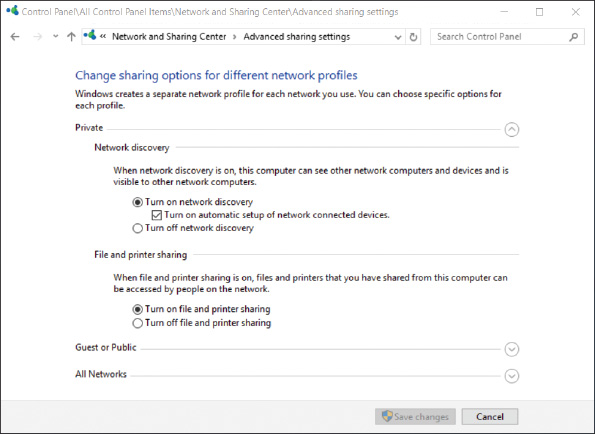 Control Panel\All Control Panel Items\Network and Sharing Center\Advanced sharing settings
« Network and Sharing Center › Advanced sharing settings
Search Control Panel
Change sharing options for different network profiles
Windows creates a separate network profile for each network you use. You can choose specific options for
each profile.
Private
Network discovery
When network discovery is on, this computer can see other network computers and devices and is
visible to other network computers.
Turn on network discovery
Turn on automatic setup of network connected devices.
Turn off network discovery
File and printer sharing
When file and printer sharing is on, files and printers that you have shared from this computer can
be accessed by people on the network.
Turn on file and printer sharing
Turn off file and printer sharing
Guest or Public
All Networks
Save changes
Cancel